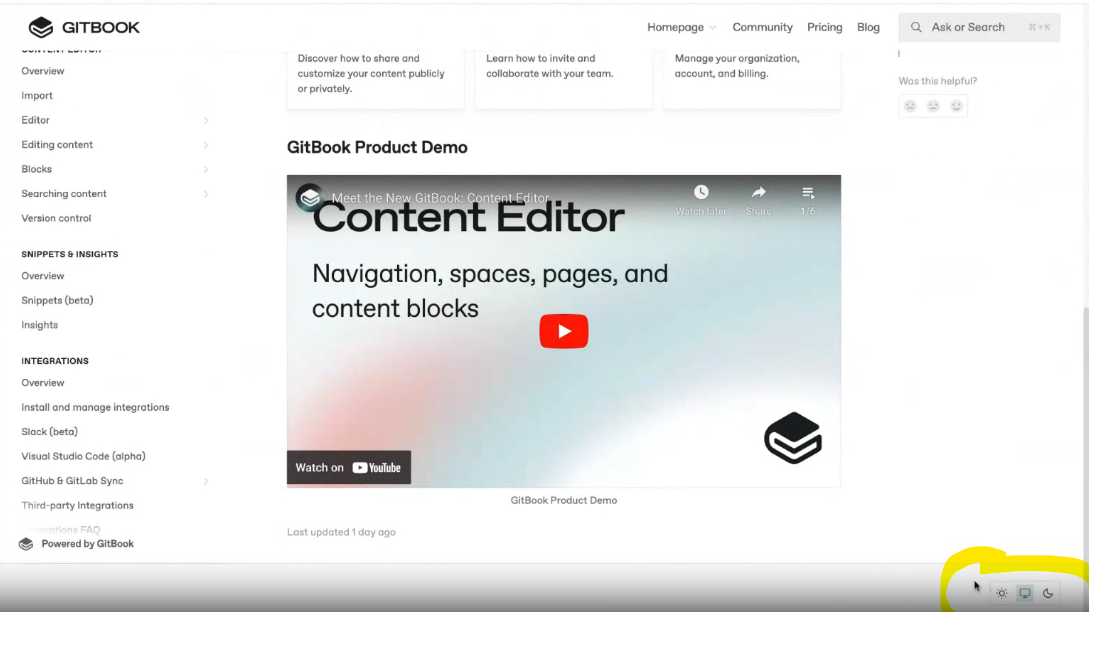 GITBOOK
Homepage Community Pricing Blog Ask or Search ⌘+K
CONTENT EDITOR
Overview
Import
Editor
Editing content
Blocks
Searching content
Version control
SNIPPETS & INSIGHTS
Overview
Snippets (beta)
Insights
INTEGRATIONS
Overview
Install and manage integrations
Slack (beta)
Visual Studio Code (alpha)
GitHub & GitLab Sync
Third-party Integrations
Integrations FAQ
Powered by GitBook
Discover how to share and
customize your content publicly
or privately.
Learn how to invite and
collaborate with your team.
Manage your organization,
account, and billing.
GitBook Product Demo
Meet the New GitBook: Content Editor
Watch later Share 1/6
Content Editor
Navigation, spaces, pages, and
content blocks
Watch on YouTube
GitBook Product Demo
Last updated 1 day ago
Was this helpful?